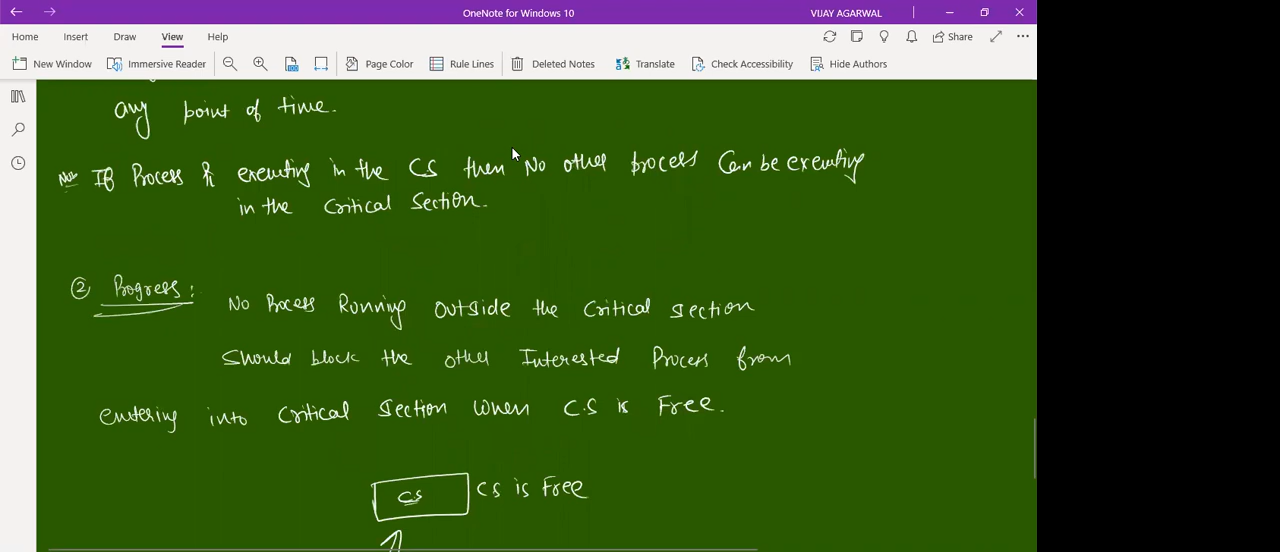 OneNote for Windows 10
VIJAY AGARWAL
Home Insert Draw View Help
Share
New Window Immersive Reader Page Color Rule Lines Deleted Notes Translate Check Accessibility Hide Authors
any point of time.
If Process Pi executing in the CS then No other process Can be executing
in the Critical Section.
② Progress:
No Process Running Outside the Critical section
Should block the other Interested Process from
entering into Critical Section When C.S is Free.
CS CS is Free